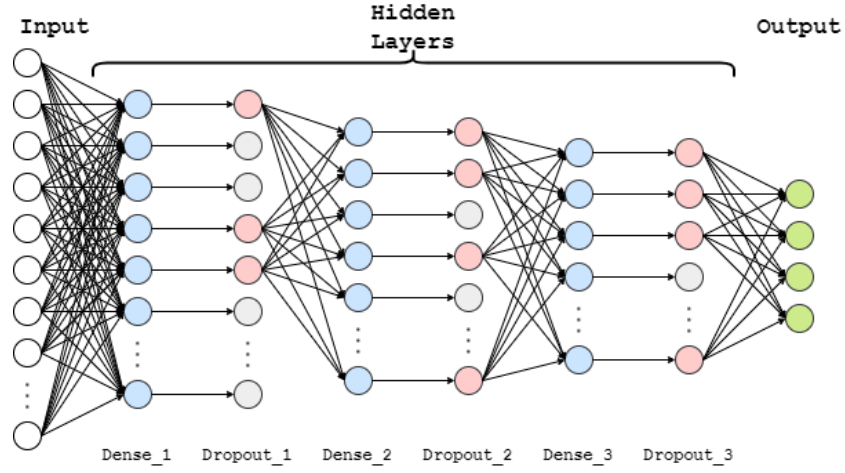 Input
Hidden
Layers
Output
Dense_1
Dropout_1
Dense_2
Dropout_2
Dense_3
Dropout_3